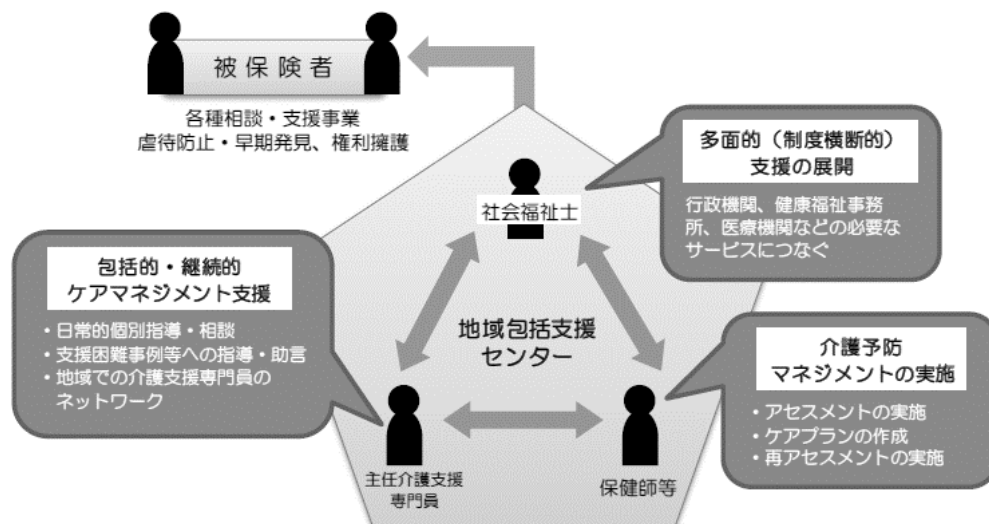 被保険者
各種相談・支援事業
虐待防止・早期発見、権利擁護
多面的（制度横断的）
支援の展開
行政機関、健康福祉事務
所、医療機関などの必要な
サービスにつなぐ
社会福祉士
包括的・継続的
ケアマネジメント支援
・日常的個別指導・相談
・支援困難事例等への指導・助言
・地域での介護支援専門員の
ネットワーク
地域包括支援
センター
介護予防
マネジメントの実施
・アセスメントの実施
・ケアプランの作成
・再アセスメントの実施
主任介護支援
専門員
保健師等